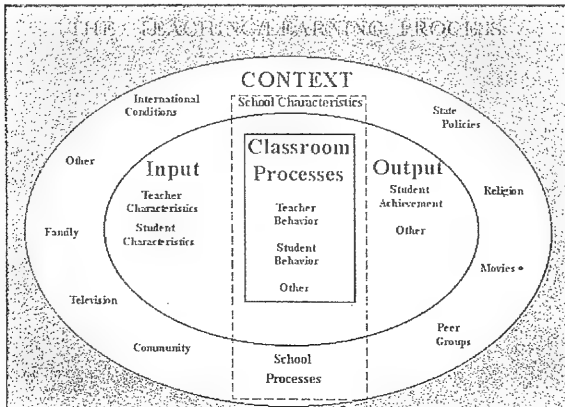 THE TEACHING/LEARNING PROCESS
CONTEXT
School Characteristics
International
Conditions
State
Policies
Other
Input
Classroom
Processes
Output
Teacher
Characteristics
Student
Characteristics
Teacher
Behavior
Student
Behavior
Other
Student
Achievement
Other
Religion
Family
Movies
Television
Community
Peer
Groups
School
Processes